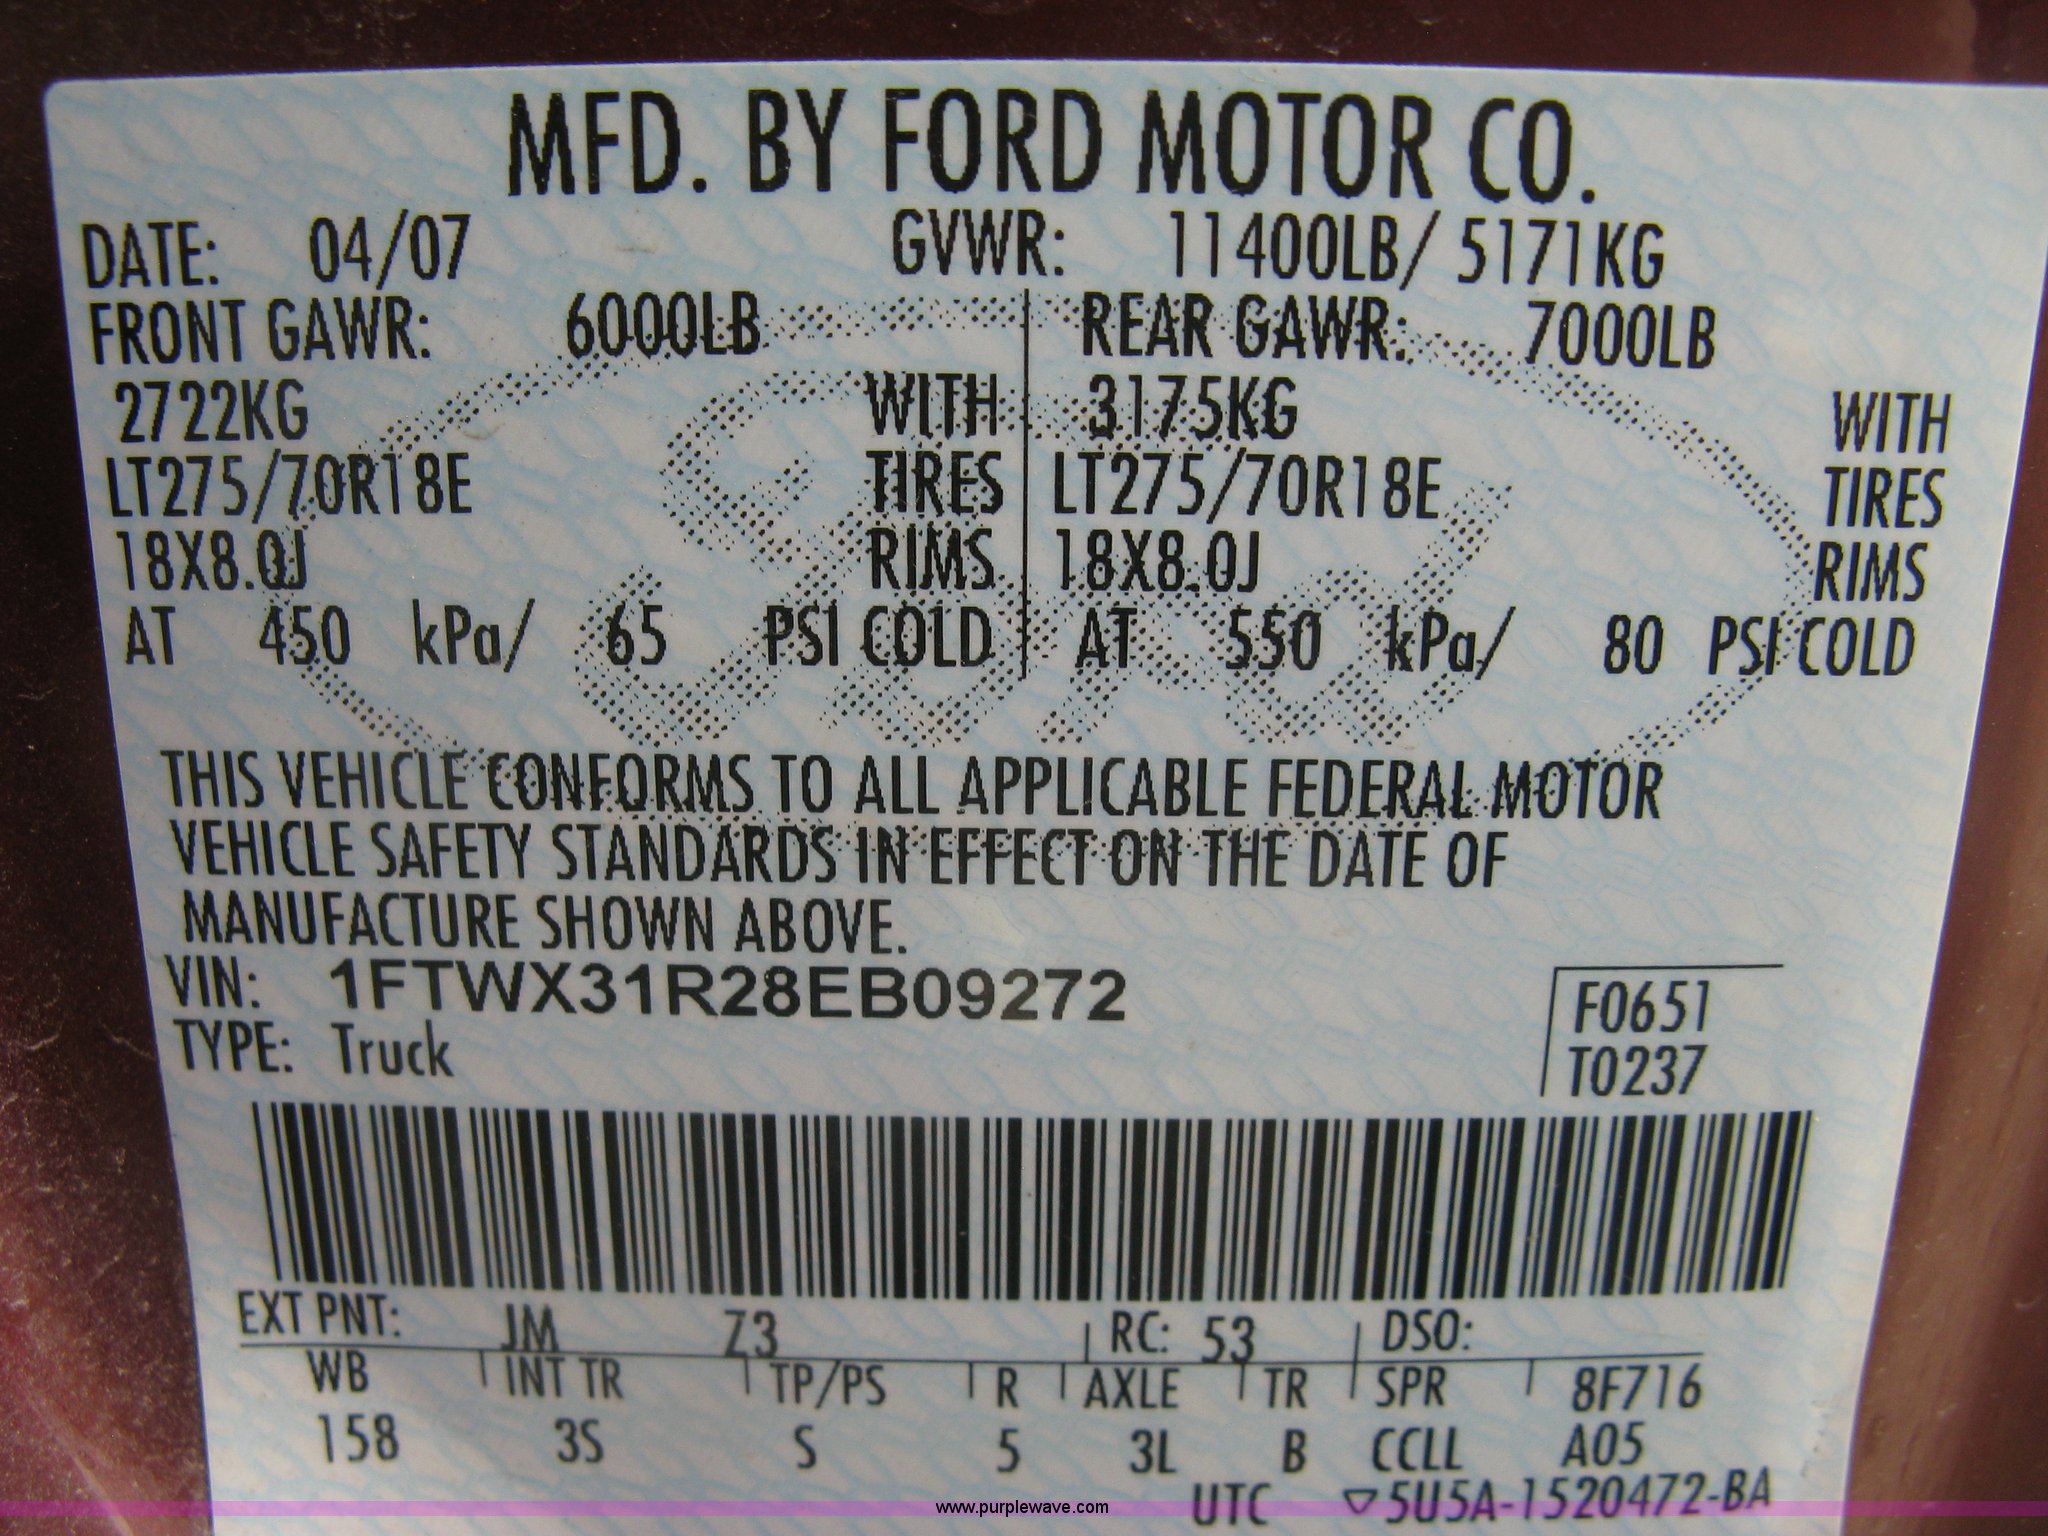 MFD. BY FORD MOTOR CO.
DATE: 04/07 GVWR: 11400LB/ 5171KG
FRONT GAWR: 6000LB REAR GAWR: 7000LB
2722KG WITH 3175KG WITH
LT275/70R18E TIRES LT275/70R18E TIRES
18X8.0J RIMS 18X8.0J RIMS
AT 450 kPa/ 65 PSI COLD AT 550 kPa/ 80 PSI COLD
THIS VEHICLE CONFORMS TO ALL APPLICABLE FEDERAL MOTOR
VEHICLE SAFETY STANDARDS IN EFFECT ON THE DATE OF
MANUFACTURE SHOWN ABOVE.
VIN: 1FTWX31R28EB09272
F0651
TYPE: Truck
T0237
EXT PNT: JM Z3 RC: 53 DSO:
WB INT TR TP/PS R AXLE TR SPR 8F716
158 3S S 5 3L B CCLL A05
UTC ▽5U5A-1520472-BA
www.purplewave.com
Ford